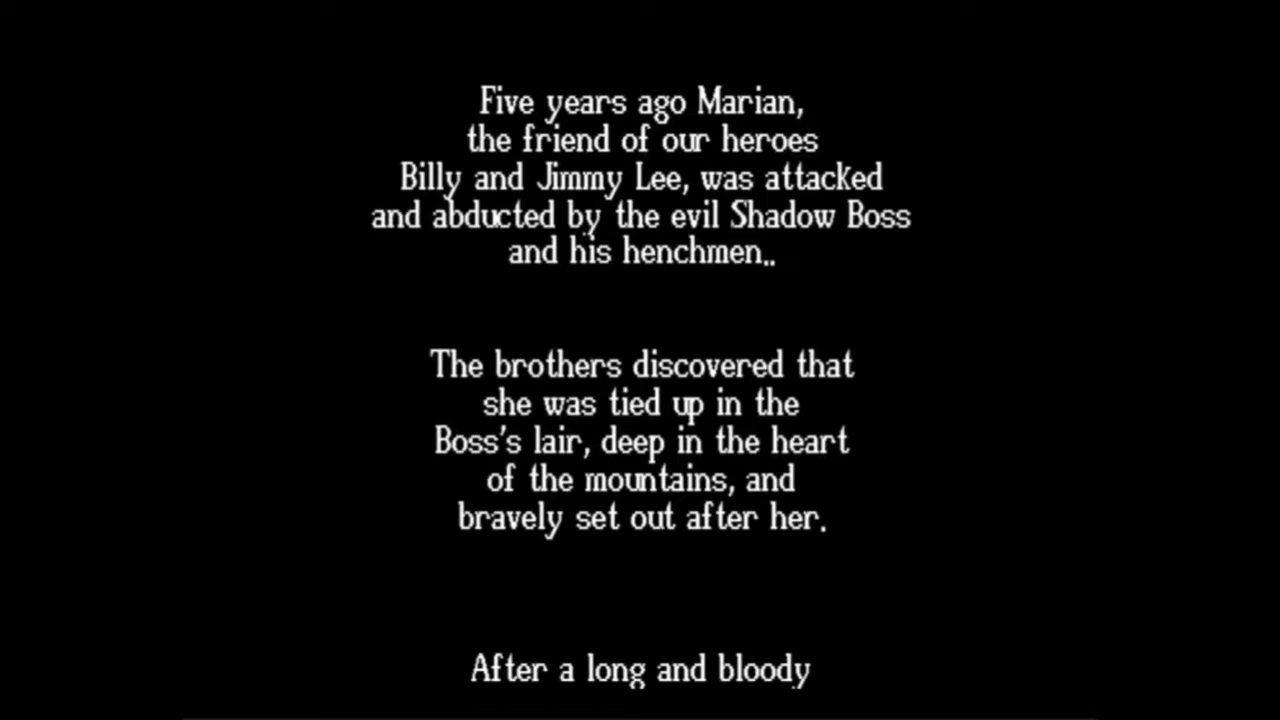 Five years ago Marian,
the friend of our heroes
Billy and Jimmy Lee, was attacked
and abducted by the evil Shadow Boss
and his henchmen..
The brothers discovered that
she was tied up in the
Boss's lair, deep in the heart
of the mountains, and
bravely set out after her.
After a long and bloody